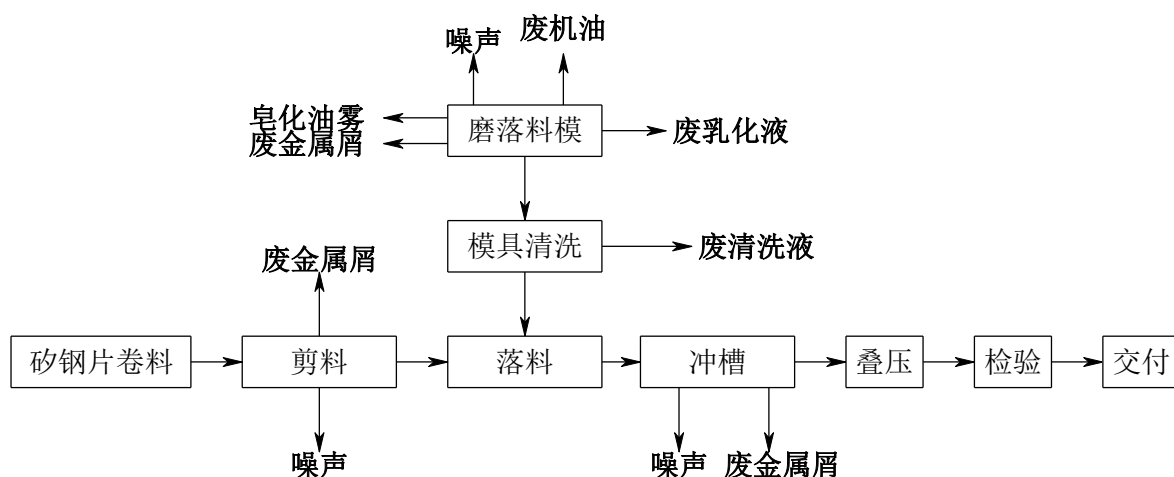 噪声
废机油
皂化油雾
废金属屑
磨落料模
废乳化液
模具清洗
废清洗液
废金属屑
矽钢片卷料
剪料
落料
冲槽
叠压
检验
交付
噪声
噪声
废金属屑